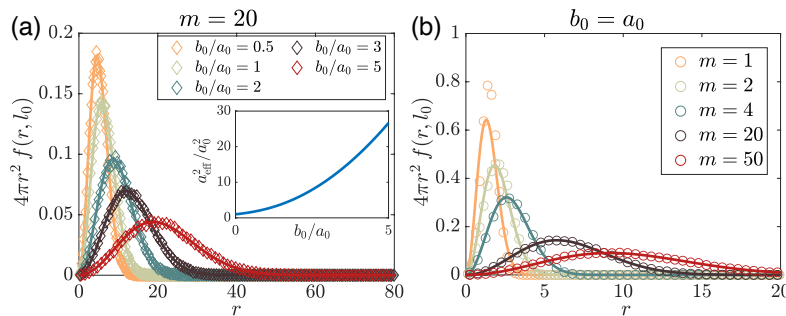 (a)
m = 20
0.2
0.15
0.1
0.05
0
4πr² f(r, l₀)
b₀/a₀ = 0.5
b₀/a₀ = 1
b₀/a₀ = 2
b₀/a₀ = 3
b₀/a₀ = 5
30
20
10
0
a²eff/a²₀
0
5
b₀/a₀
0
20
40
60
80
r
(b)
b₀ = a₀
1
0.8
0.6
0.4
0.2
0
4πr² f(r, l₀)
m = 1
m = 2
m = 4
m = 20
m = 50
0
5
10
15
20
r